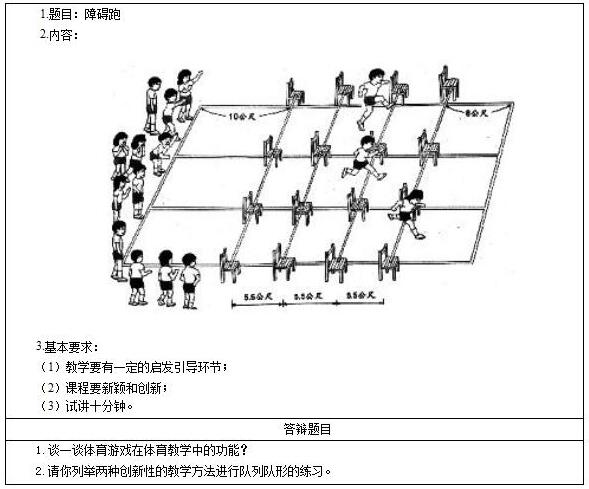 1.题目：障碍跑
2.内容：
10公尺
8公尺
5.5公尺
5.5公尺
5.5公尺
3.基本要求：
（1）教学要有一定的启发引导环节；
（2）课程要新颖和创新；
（3）试讲十分钟。
答辩题目
1. 谈一谈体育游戏在体育教学中的功能？
2. 请你列举两种创新性的教学方法进行队列队形的练习。